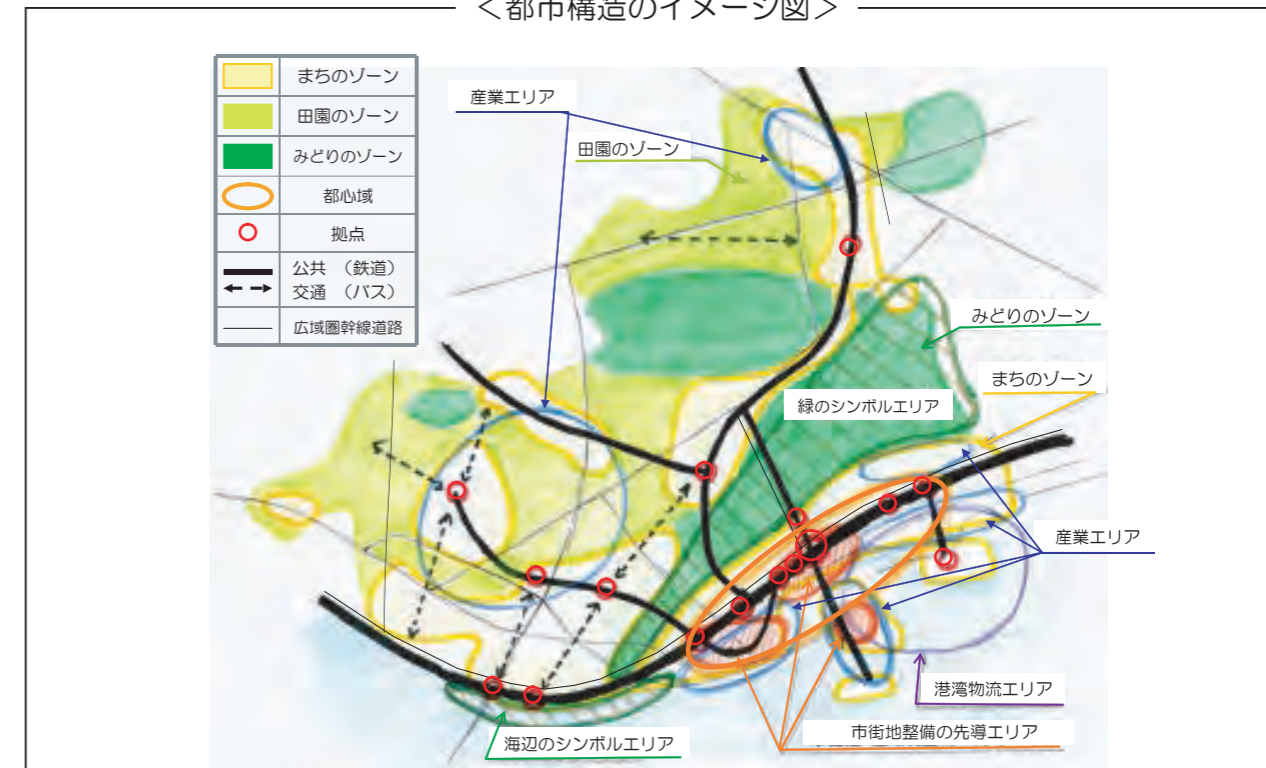 ＜都市構造のイメージ図＞
まちのゾーン
田園のゾーン
みどりのゾーン
都心域
拠点
公共　（鉄道）
交通　（バス）
広域圏幹線道路
産業エリア
田園のゾーン
みどりのゾーン
まちのゾーン
緑のシンボルエリア
産業エリア
港湾物流エリア
市街地整備の先導エリア
海辺のシンボルエリア